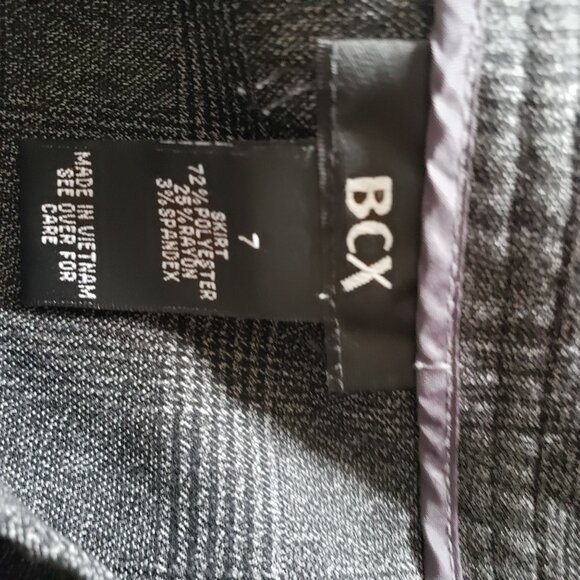 BCX
7
SKIRT
72% POLYESTER
25% RAYON
3% SPANDEX
MADE IN VIETNAM
SEE OVER FOR
CARE